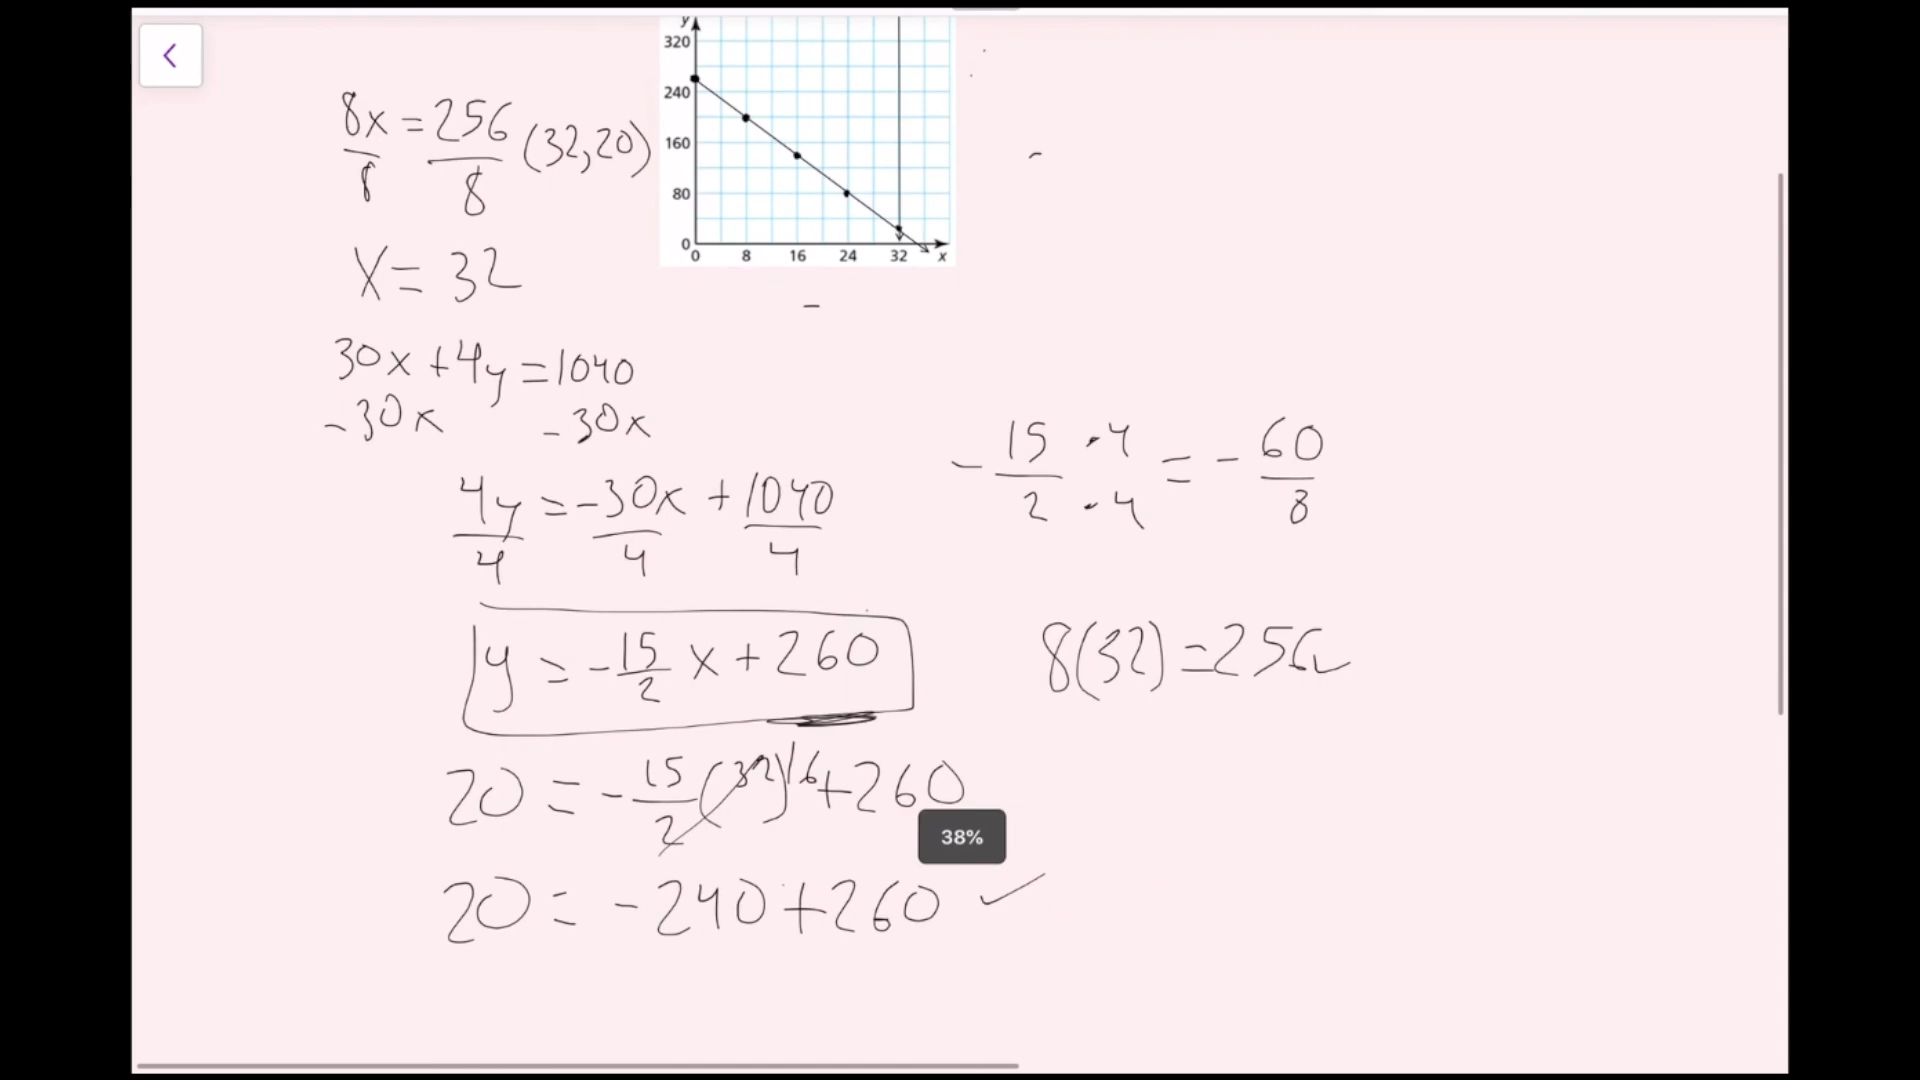 y
320
240
160
80
0
0 8 16 24 32 x
8x = 256 (32,20)
8 8
X = 32
30x + 4y = 1040
-30x -30x
4y = -30x + 1040
4 4 4
y = -15/2 x + 260
20 = -15/2 (32)16 + 260
20 = -240 + 260 ✓
-15/2 ·4/·4 = -60/8
8(32) = 256
38%